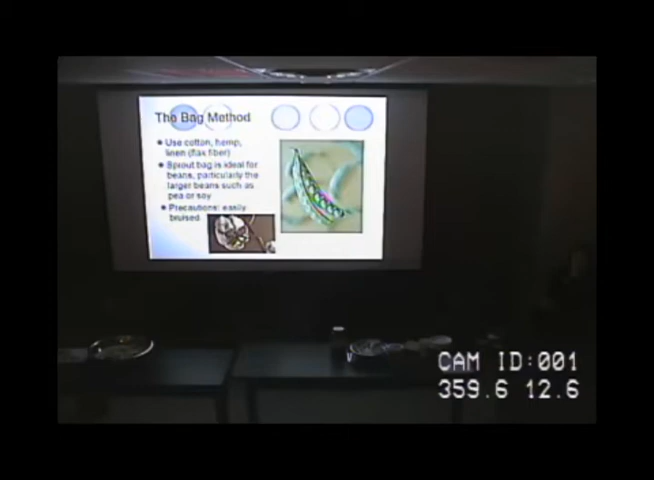 The Bag Method
Use cotton, hemp,
linen (flax fiber)
Sprout bag is ideal for
beans, particularly the
larger beans such as
pea or soy
Precautions: easily
bruised
CAM ID:001
359.6 12.6